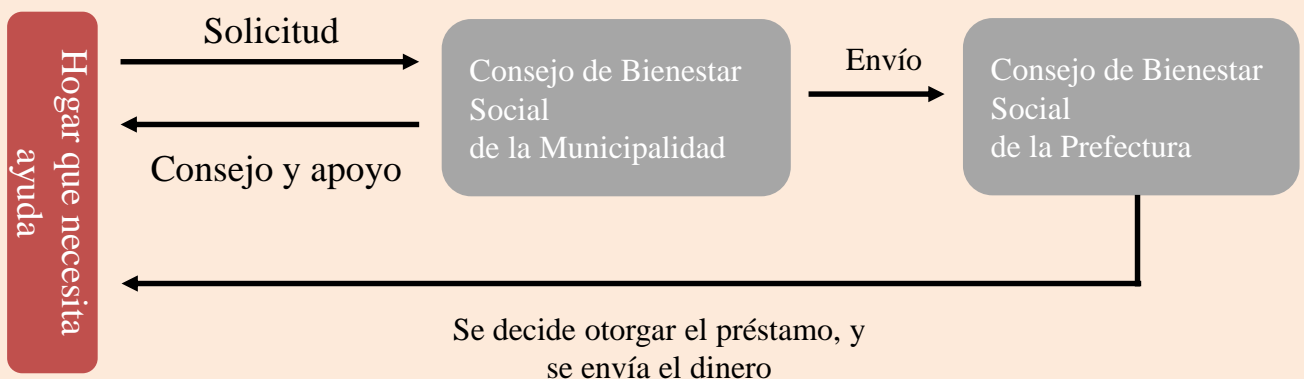 Hogar que necesita
ayuda
Solicitud
Consejo y apoyo
Consejo de Bienestar
Social
de la Municipalidad
Envío
Consejo de Bienestar
Social
de la Prefectura
Se decide otorgar el préstamo, y
se envía el dinero